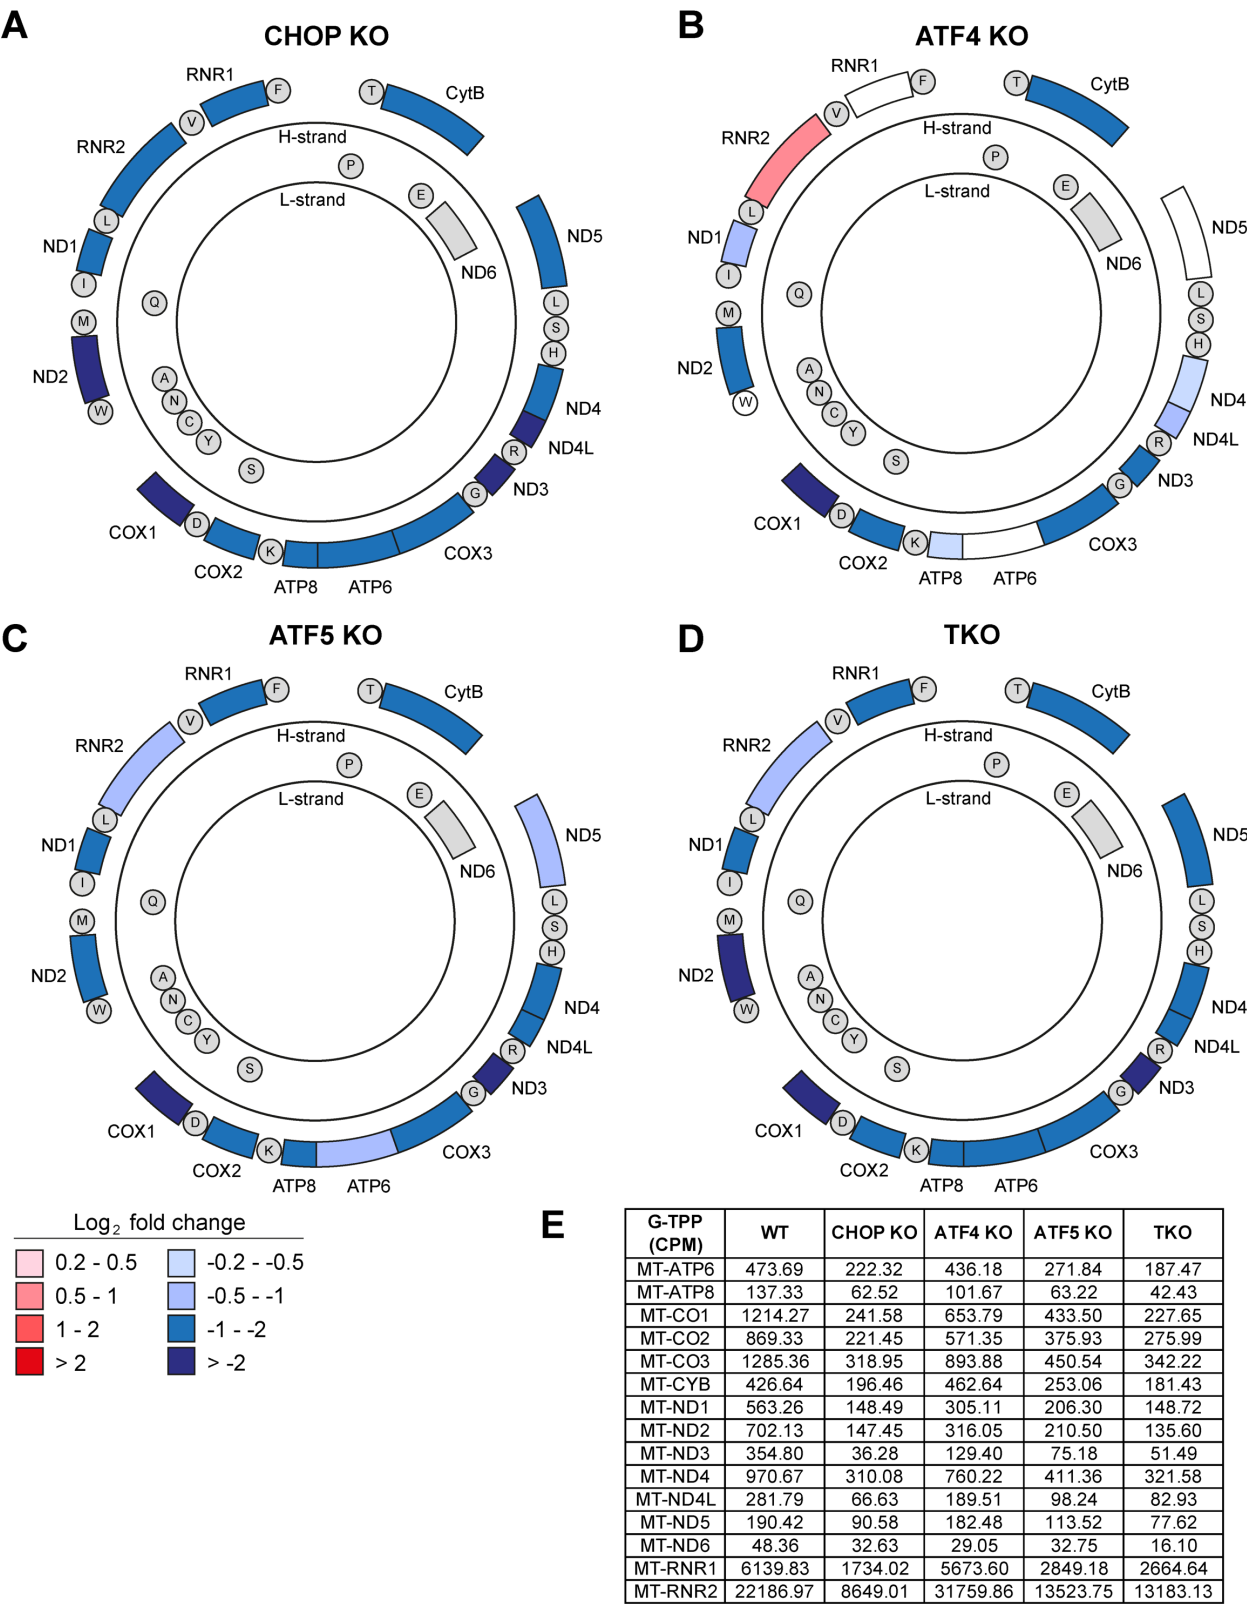 A
CHOP KO
RNR1
F
T
CytB
V
RNR2
H-strand
P
L-strand
E
L
ND1
I
ND6
ND5
Q
M
L
S
H
ND2
W
A
N
C
Y
S
ND4
ND4L
R
ND3
G
COX1
D
COX2
K
ATP8
ATP6
COX3
B
ATF4 KO
RNR1
F
T
CytB
V
RNR2
H-strand
P
L-strand
E
L
ND1
I
ND6
ND5
Q
M
L
S
H
ND2
W
A
N
C
Y
S
ND4
ND4L
R
ND3
G
COX1
D
COX2
K
ATP8
ATP6
COX3
C
ATF5 KO
RNR1
F
T
CytB
V
RNR2
H-strand
P
L-strand
E
L
ND1
I
ND6
ND5
Q
M
L
S
H
ND2
W
A
N
C
Y
S
ND4
ND4L
R
ND3
G
COX1
D
COX2
K
ATP8
ATP6
COX3
D
TKO
RNR1
F
T
CytB
V
RNR2
H-strand
P
L-strand
E
L
ND1
I
ND6
ND5
Q
M
L
S
H
ND2
W
A
N
C
Y
S
ND4
ND4L
R
ND3
G
COX1
D
COX2
K
ATP8
ATP6
COX3
Log2 fold change
0.2 - 0.5 -0.2 - -0.5
0.5 - 1 -0.5 - -1
1 - 2 -1 - -2
> 2 > -2
E
G-TPP (CPM) WT CHOP KO ATF4 KO ATF5 KO TKO
MT-ATP6 473.69 222.32 436.18 271.84 187.47
MT-ATP8 137.33 62.52 101.67 63.22 42.43
MT-CO1 1214.27 241.58 653.79 433.50 227.65
MT-CO2 869.33 221.45 571.35 375.93 275.99
MT-CO3 1285.36 318.95 893.88 450.54 342.22
MT-CYB 426.64 196.46 462.64 253.06 181.43
MT-ND1 563.26 148.49 305.11 206.30 148.72
MT-ND2 702.13 147.45 316.05 210.50 135.60
MT-ND3 354.80 36.28 129.40 75.18 51.49
MT-ND4 970.67 310.08 760.22 411.36 321.58
MT-ND4L 281.79 66.63 189.51 98.24 82.93
MT-ND5 190.42 90.58 182.48 113.52 77.62
MT-ND6 48.36 32.63 29.05 32.75 16.10
MT-RNR1 6139.83 1734.02 5673.60 2849.18 2664.64
MT-RNR2 22186.97 8649.01 31759.86 13523.75 13183.13